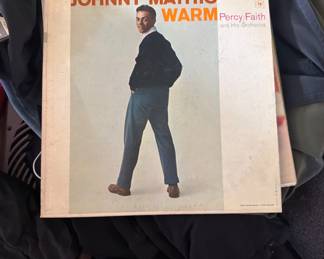 JOHNNY MATHIS
WARM
Percy Faith
and His Orchestra